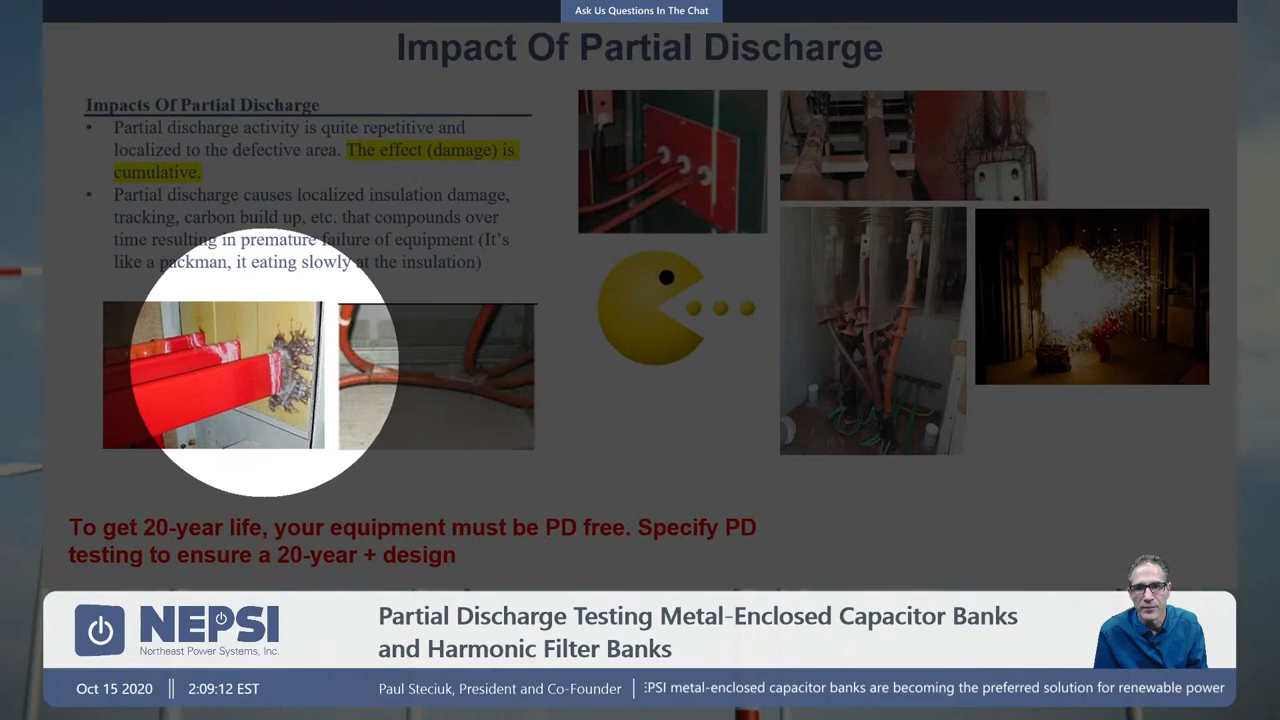 Ask Us Questions In The Chat
Impact Of Partial Discharge
Impacts Of Partial Discharge
• Partial discharge activity is quite repetitive and
localized to the defective area. The effect (damage) is
cumulative.
• Partial discharge causes localized insulation damage,
tracking, carbon build up, etc. that compounds over
time resulting in premature failure of equipment (It's
like a packman, it eating slowly at the insulation)
To get 20-year life, your equipment must be PD free. Specify PD
testing to ensure a 20-year + design
NEPSI
Northeast Power Systems, Inc.
Partial Discharge Testing Metal-Enclosed Capacitor Banks
and Harmonic Filter Banks
Oct 15 2020
2:09:12 EST
Paul Steciuk, President and Co-Founder
EPSI metal-enclosed capacitor banks are becoming the preferred solution for renewable power